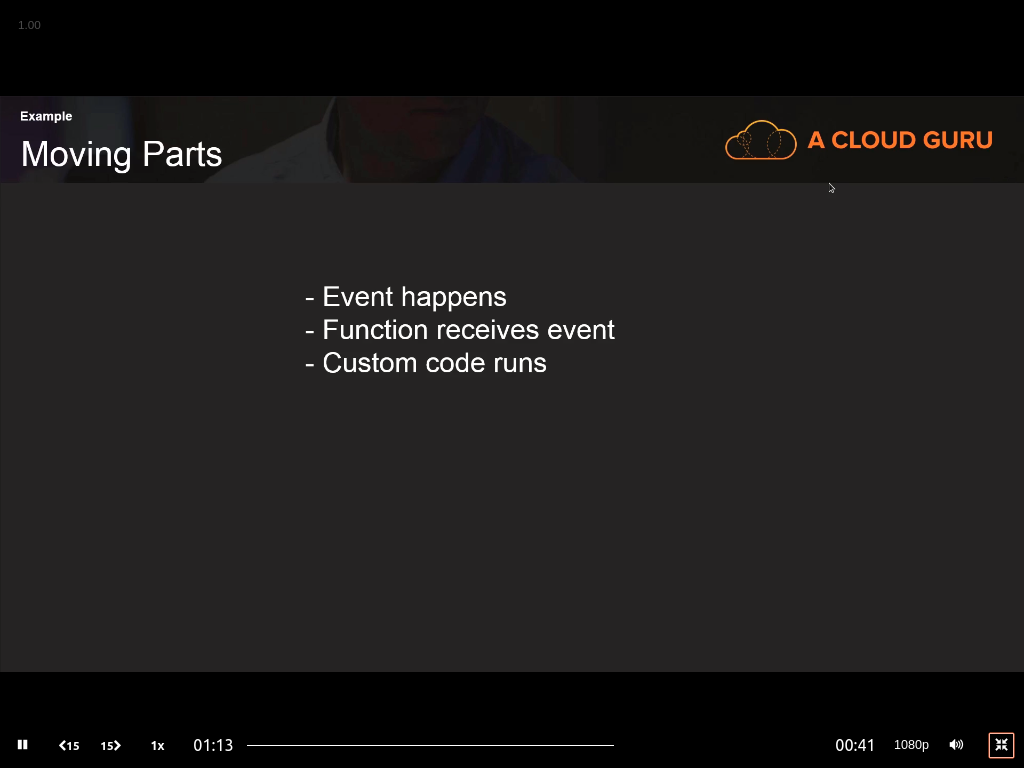 1.00
Example
Moving Parts
A CLOUD GURU
- Event happens
- Function receives event
- Custom code runs
15 15 1x 01:13 00:41 1080p